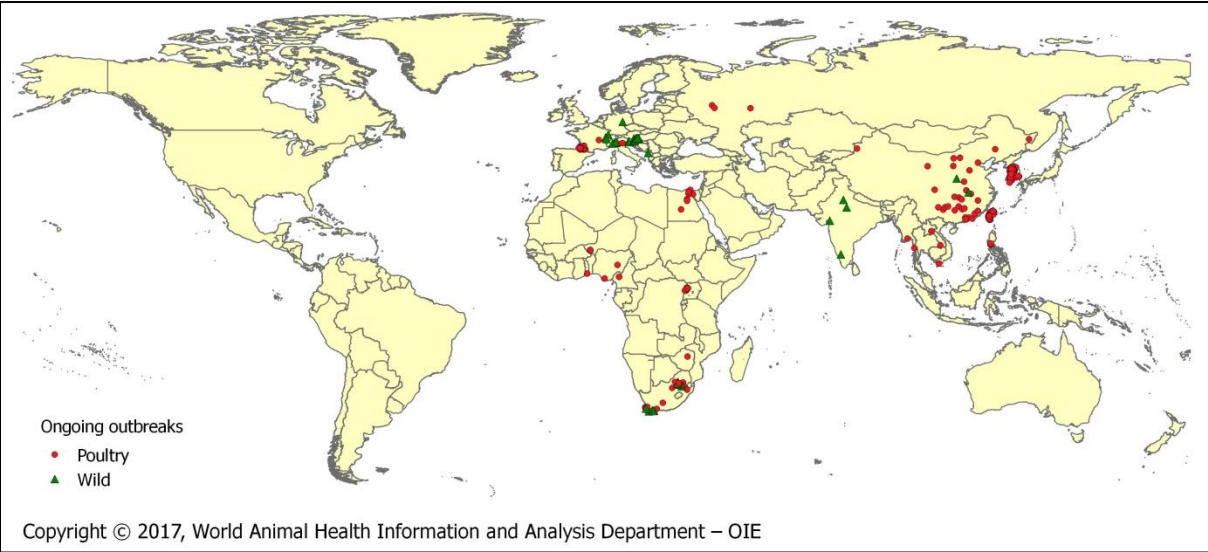 Ongoing outbreaks
Poultry
Wild
Copyright © 2017, World Animal Health Information and Analysis Department – OIE